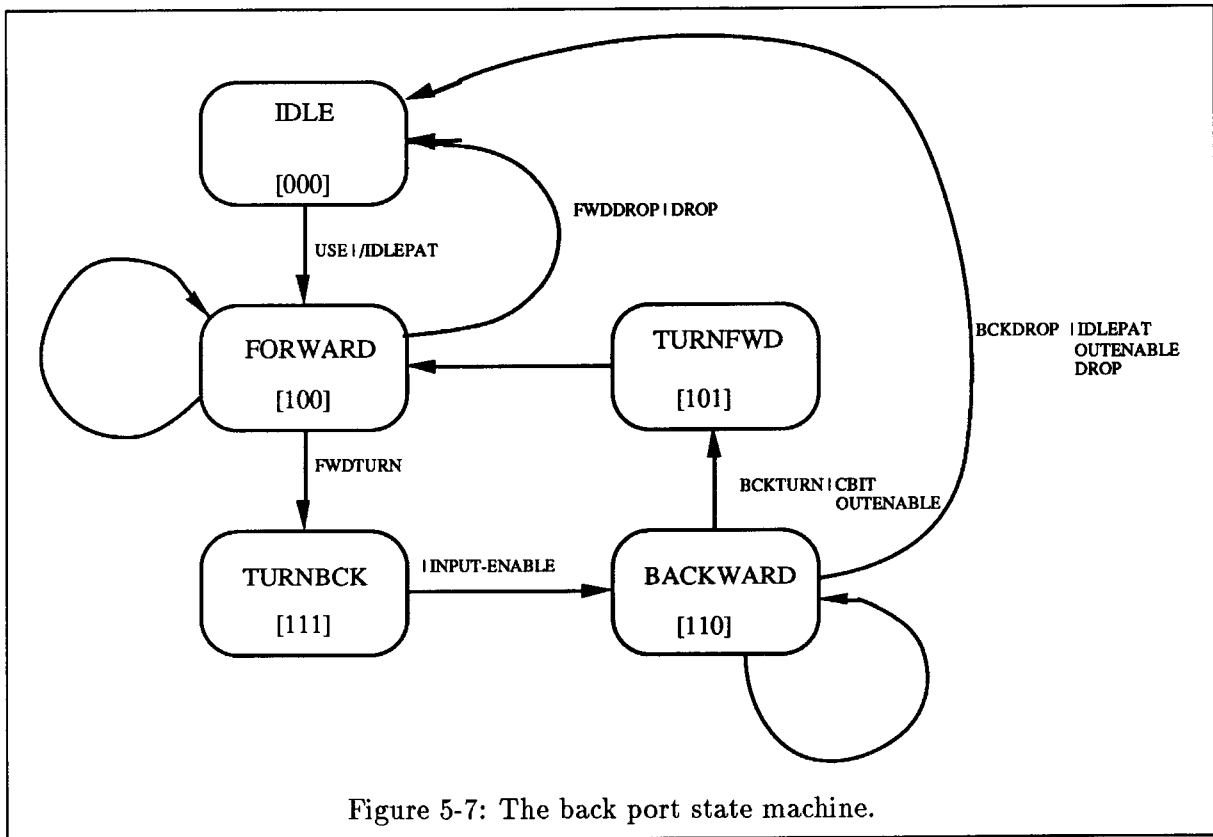 IDLE
[000]
USE | /IDLEPAT
FWDDROP | DROP
FORWARD
[100]
TURNFWD
[101]
BCKDROP | IDLEPAT
OUTENABLE
DROP
FWDTURN
BCKTURN | CBIT
OUTENABLE
TURNBCK
[111]
| INPUT-ENABLE
BACKWARD
[110]
Figure 5-7: The back port state machine.